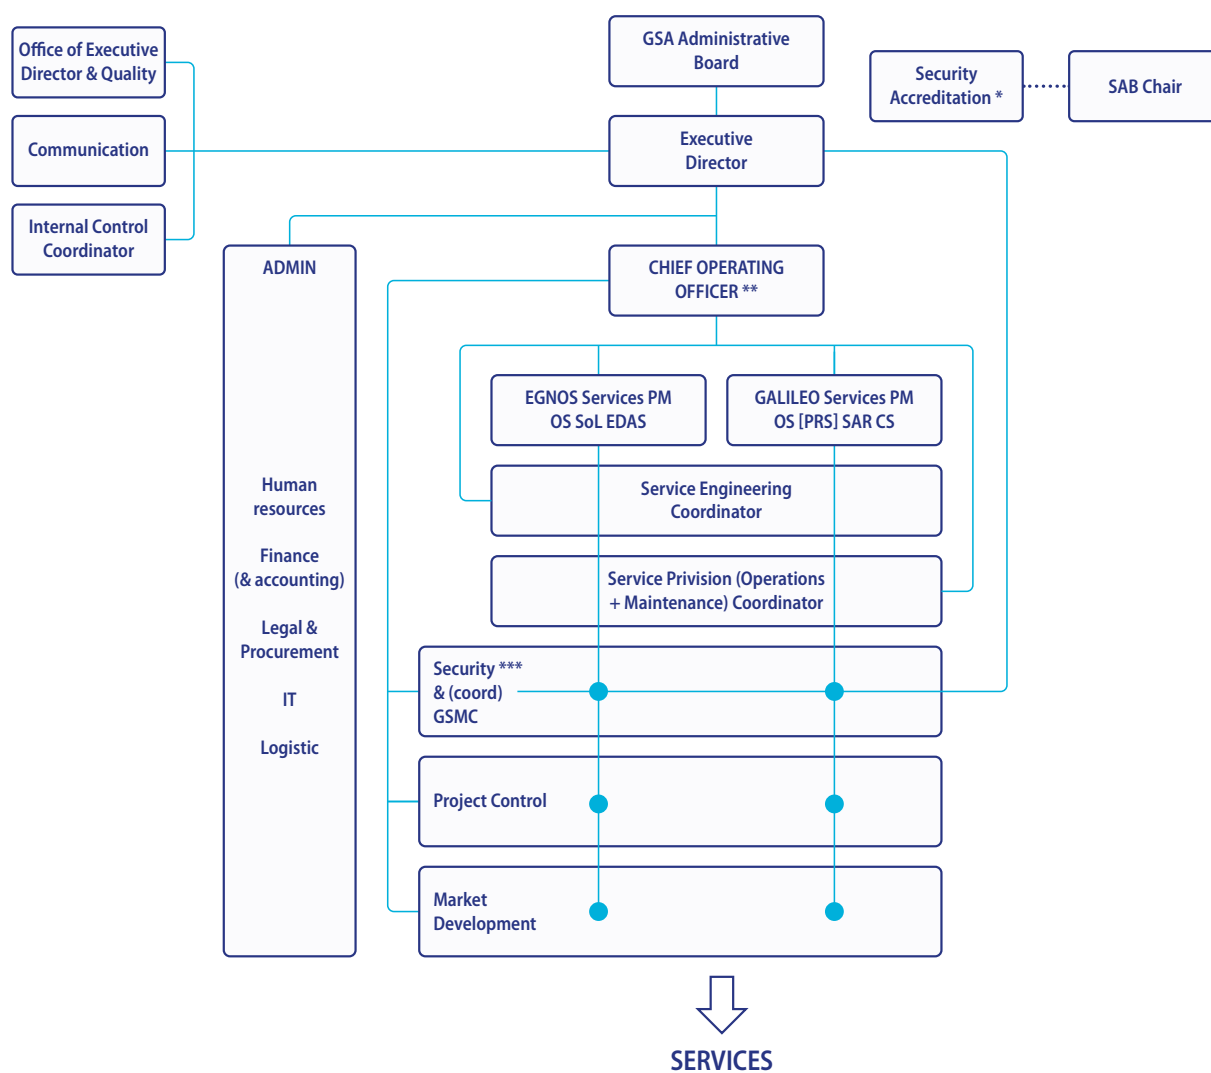 Office of Executive
Director & Quality
GSA Administrative
Board
Security
Accreditation *
SAB Chair
Communication
Executive
Director
Internal Control
Coordinator
ADMIN
CHIEF OPERATING
OFFICER **
EGNOS Services PM
OS SoL EDAS
GALILEO Services PM
OS [PRS] SAR CS
Human
resources
Finance
(& accounting)
Legal &
Procurement
IT
Logistic
Service Engineering
Coordinator
Service Privision (Operations
+ Maintenance) Coordinator
Security ***
& (coord)
GSMC
Project Control
Market
Development
SERVICES